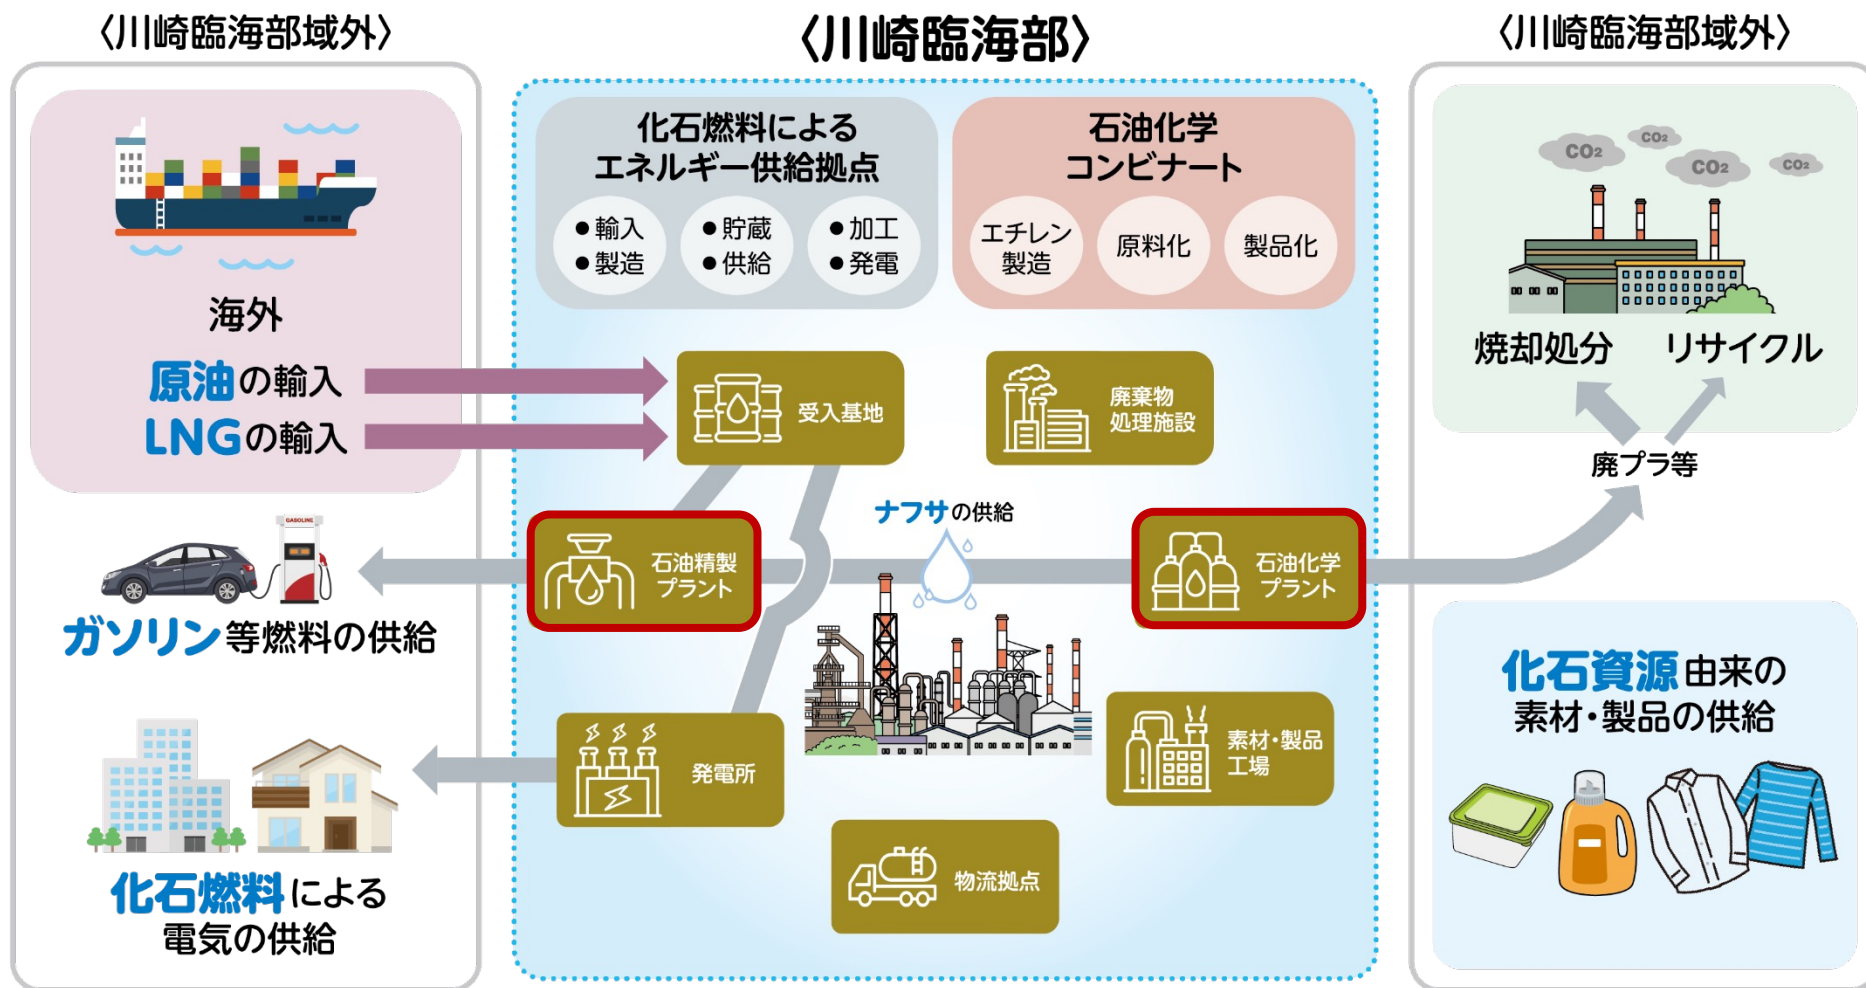 〈川崎臨海部域外〉
海外
原油の輸入
LNGの輸入
GASOLINE
ガソリン等燃料の供給
化石燃料による
電気の供給
〈川崎臨海部〉
化石燃料による
エネルギー供給拠点
●輸入
●製造
●貯蔵
●供給
●加工
●発電
石油化学
コンビナート
エチレン
製造
原料化
製品化
受入基地
廃棄物
処理施設
ナフサの供給
石油精製
プラント
石油化学
プラント
発電所
素材・製品
工場
物流拠点
〈川崎臨海部域外〉
CO2
CO2
CO2
CO2
焼却処分
リサイクル
廃プラ等
化石資源由来の
素材・製品の供給